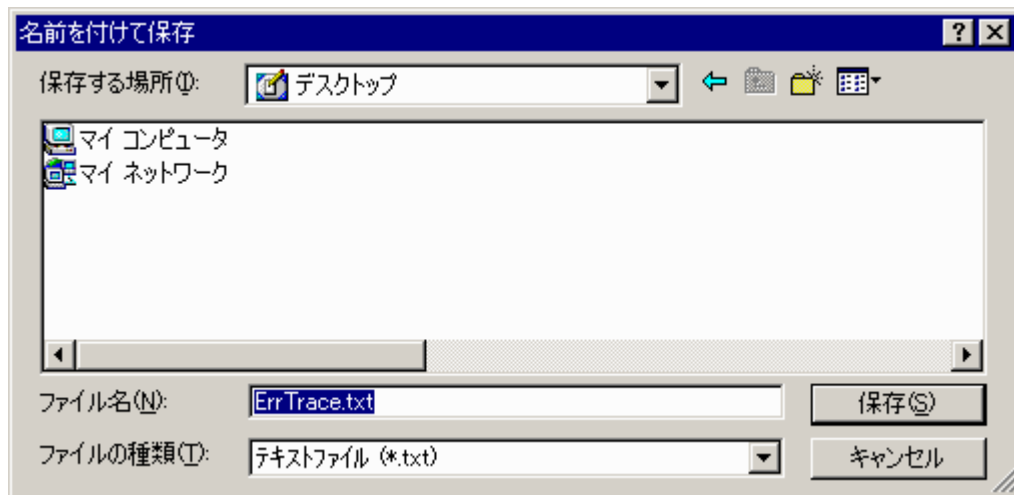 名前を付けて保存
保存する場所(I): デスクトップ
マイ コンピュータ
マイ ネットワーク
ファイル名(N): ErrTrace.txt 保存(S)
ファイルの種類(T): テキストファイル (*.txt) キャンセル